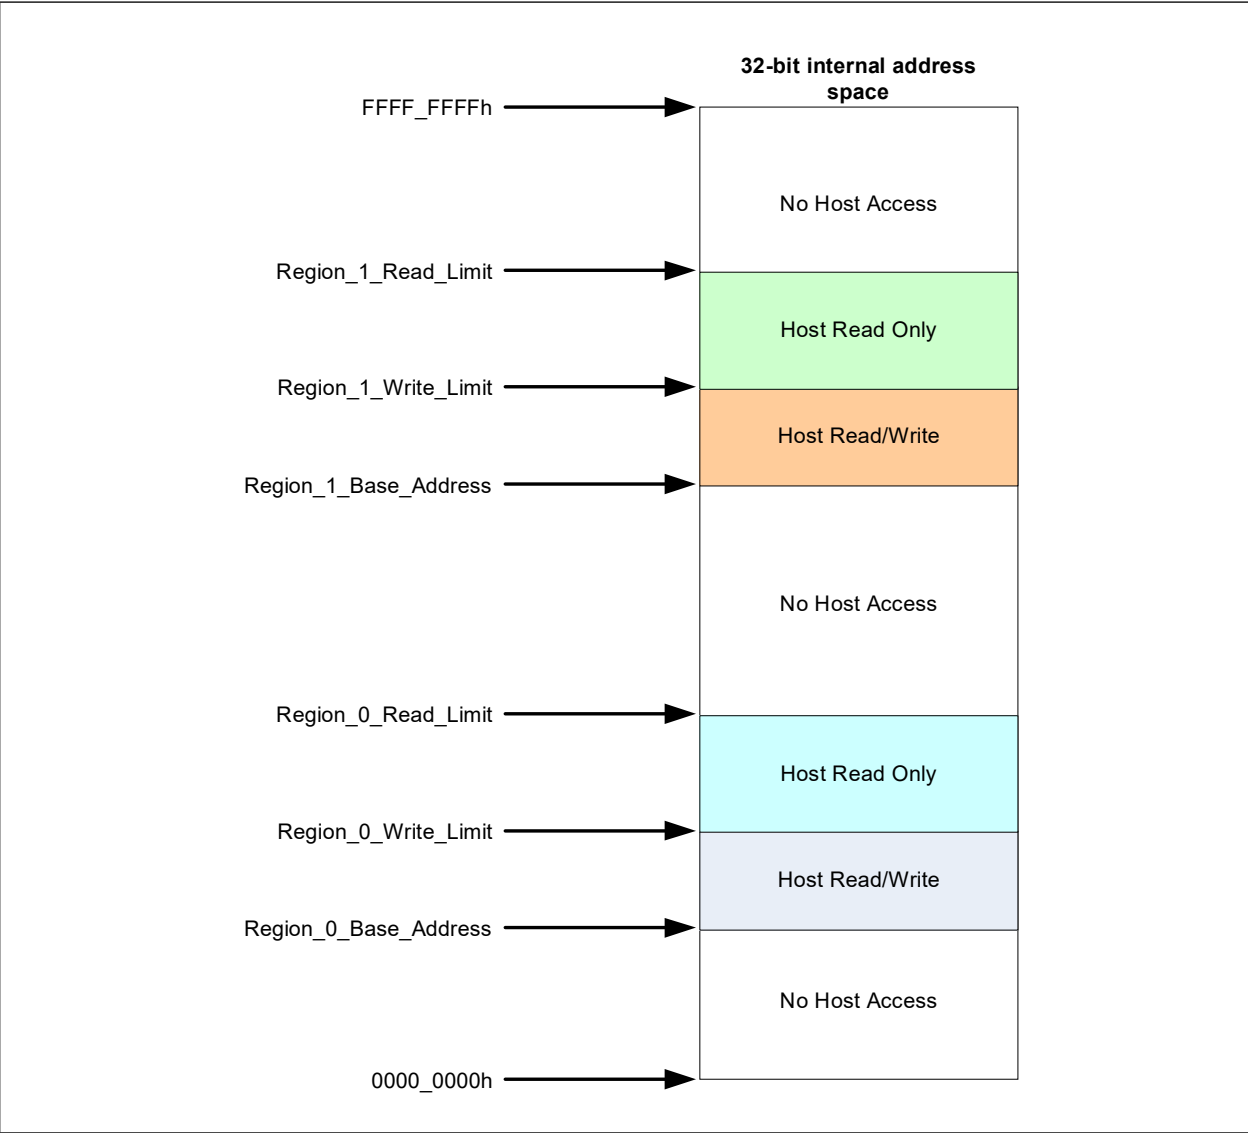 32-bit internal address
space
FFFF_FFFFh
No Host Access
Region_1_Read_Limit
Host Read Only
Region_1_Write_Limit
Host Read/Write
Region_1_Base_Address
No Host Access
Region_0_Read_Limit
Host Read Only
Region_0_Write_Limit
Host Read/Write
Region_0_Base_Address
No Host Access
0000_0000h